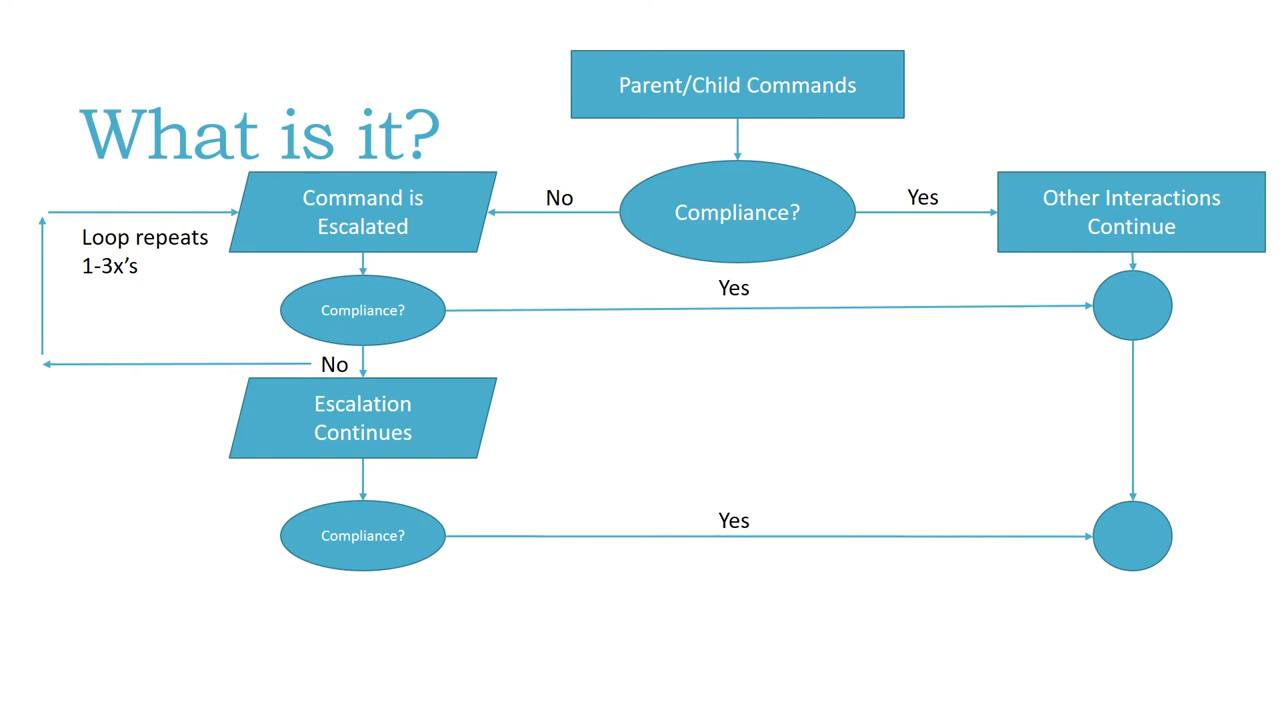 What is it?
Parent/Child Commands
Compliance?
No
Yes
Command is
Escalated
Other Interactions
Continue
Loop repeats
1-3x’s
Compliance?
Yes
No
Escalation
Continues
Compliance?
Yes